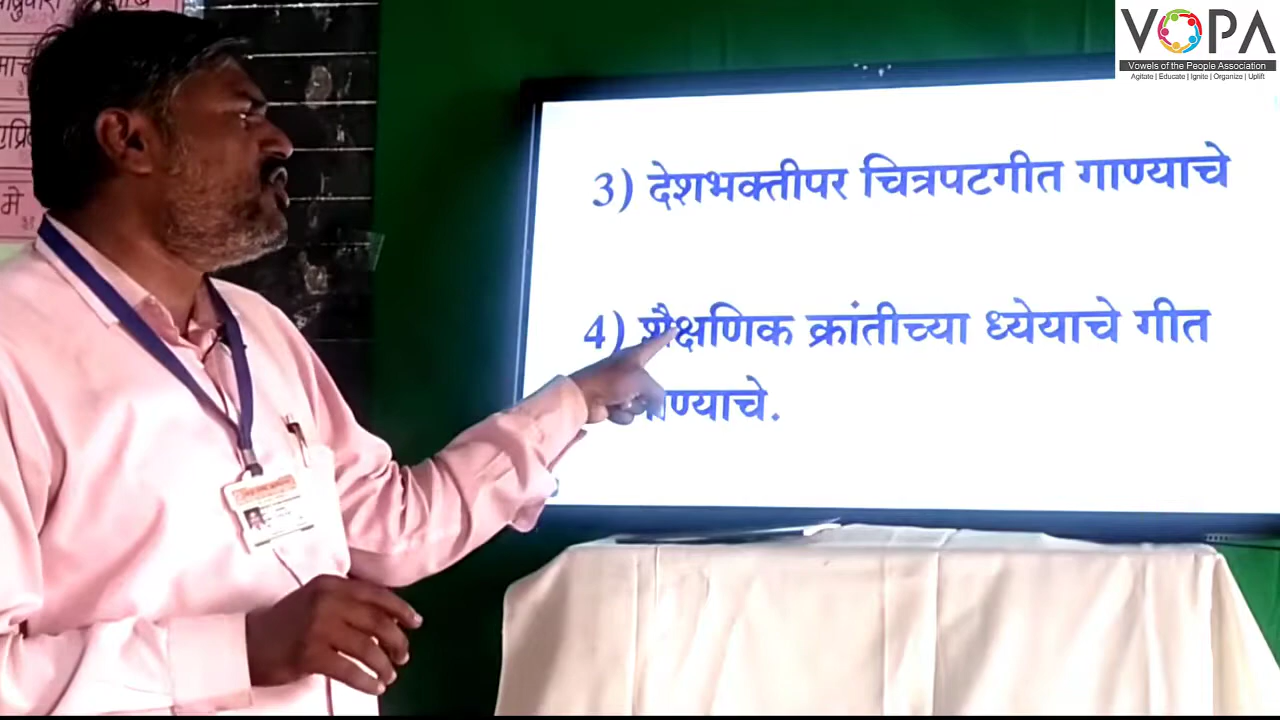 VOPA
Vowels of the People Association
Agitate | Educate | Ignite | Organize | Uplift
3) देशभक्तीपर चित्रपटगीत गाण्याचे
4) शैक्षणिक क्रांतीच्या ध्येयाचे गीत
गाण्याचे.
मे